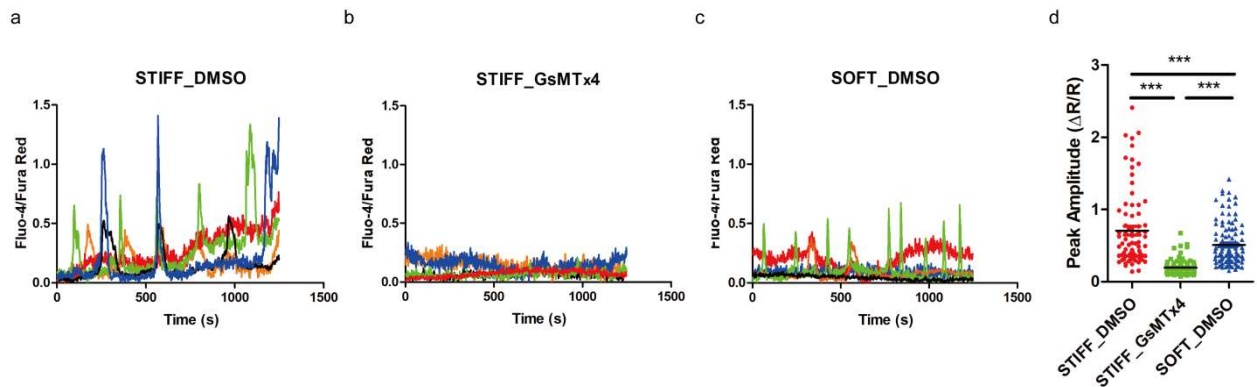 a
b
c
d
STIFF_DMSO
STIFF_GsMTx4
SOFT_DMSO
Fluo-4/Fura Red
1.5
1.0
0.5
0.0
0
500
1000
1500
Time (s)
Fluo-4/Fura Red
1.5
1.0
0.5
0.0
0
500
1000
1500
Time (s)
Fluo-4/Fura Red
1.5
1.0
0.5
0.0
0
500
1000
1500
Time (s)
Peak Amplitude (ΔR/R)
3
2
1
0
***
*** ***
STIFF_DMSO
STIFF_GsMTx4
SOFT_DMSO